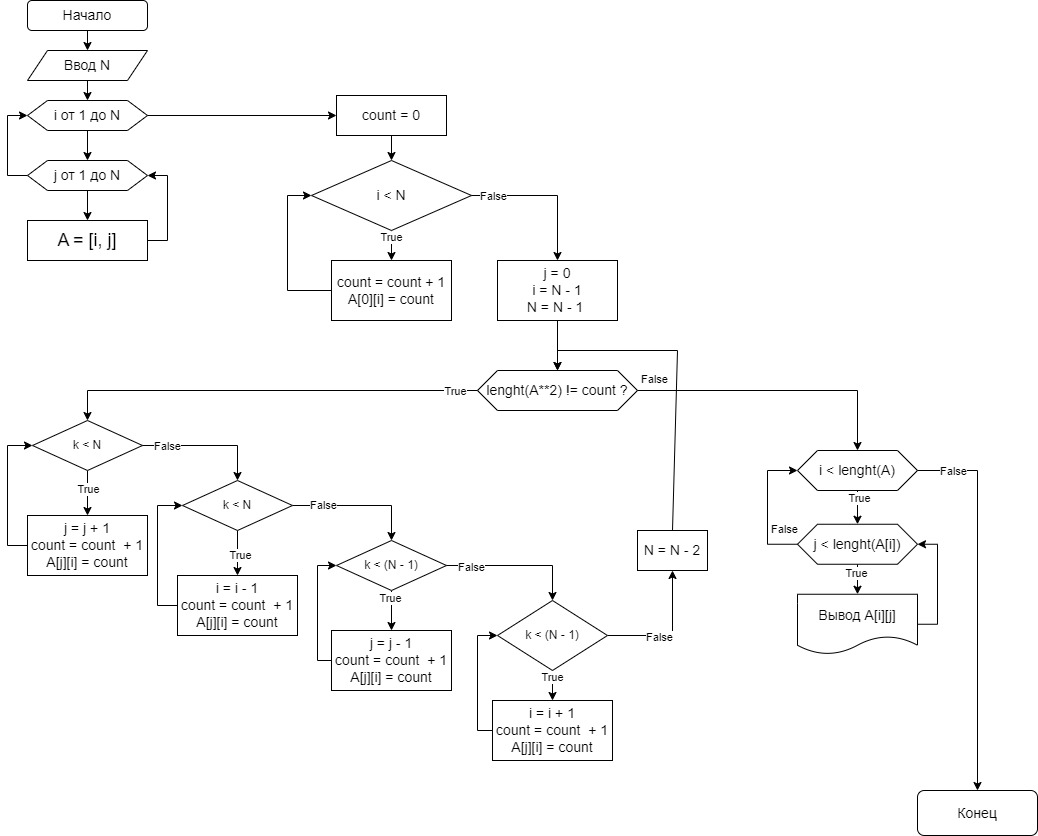 Начало
Ввод N
i от 1 до N
j от 1 до N
A = [i, j]
count = 0
i < N
False
True
count = count + 1
A[0][i] = count
j = 0
i = N - 1
N = N - 1
lenght(A**2) != count ?
True
False
k < N
False
True
j = j + 1
count = count  + 1
A[j][i] = count
k < N
False
True
i = i - 1
count = count  + 1
A[j][i] = count
k < (N - 1)
False
True
j = j - 1
count = count  + 1
A[j][i] = count
k < (N - 1)
False
True
i = i + 1
count = count  + 1
A[j][i] = count
N = N - 2
i < lenght(A)
False
True
False
j < lenght(A[i])
True
Вывод A[i][j]
Конец